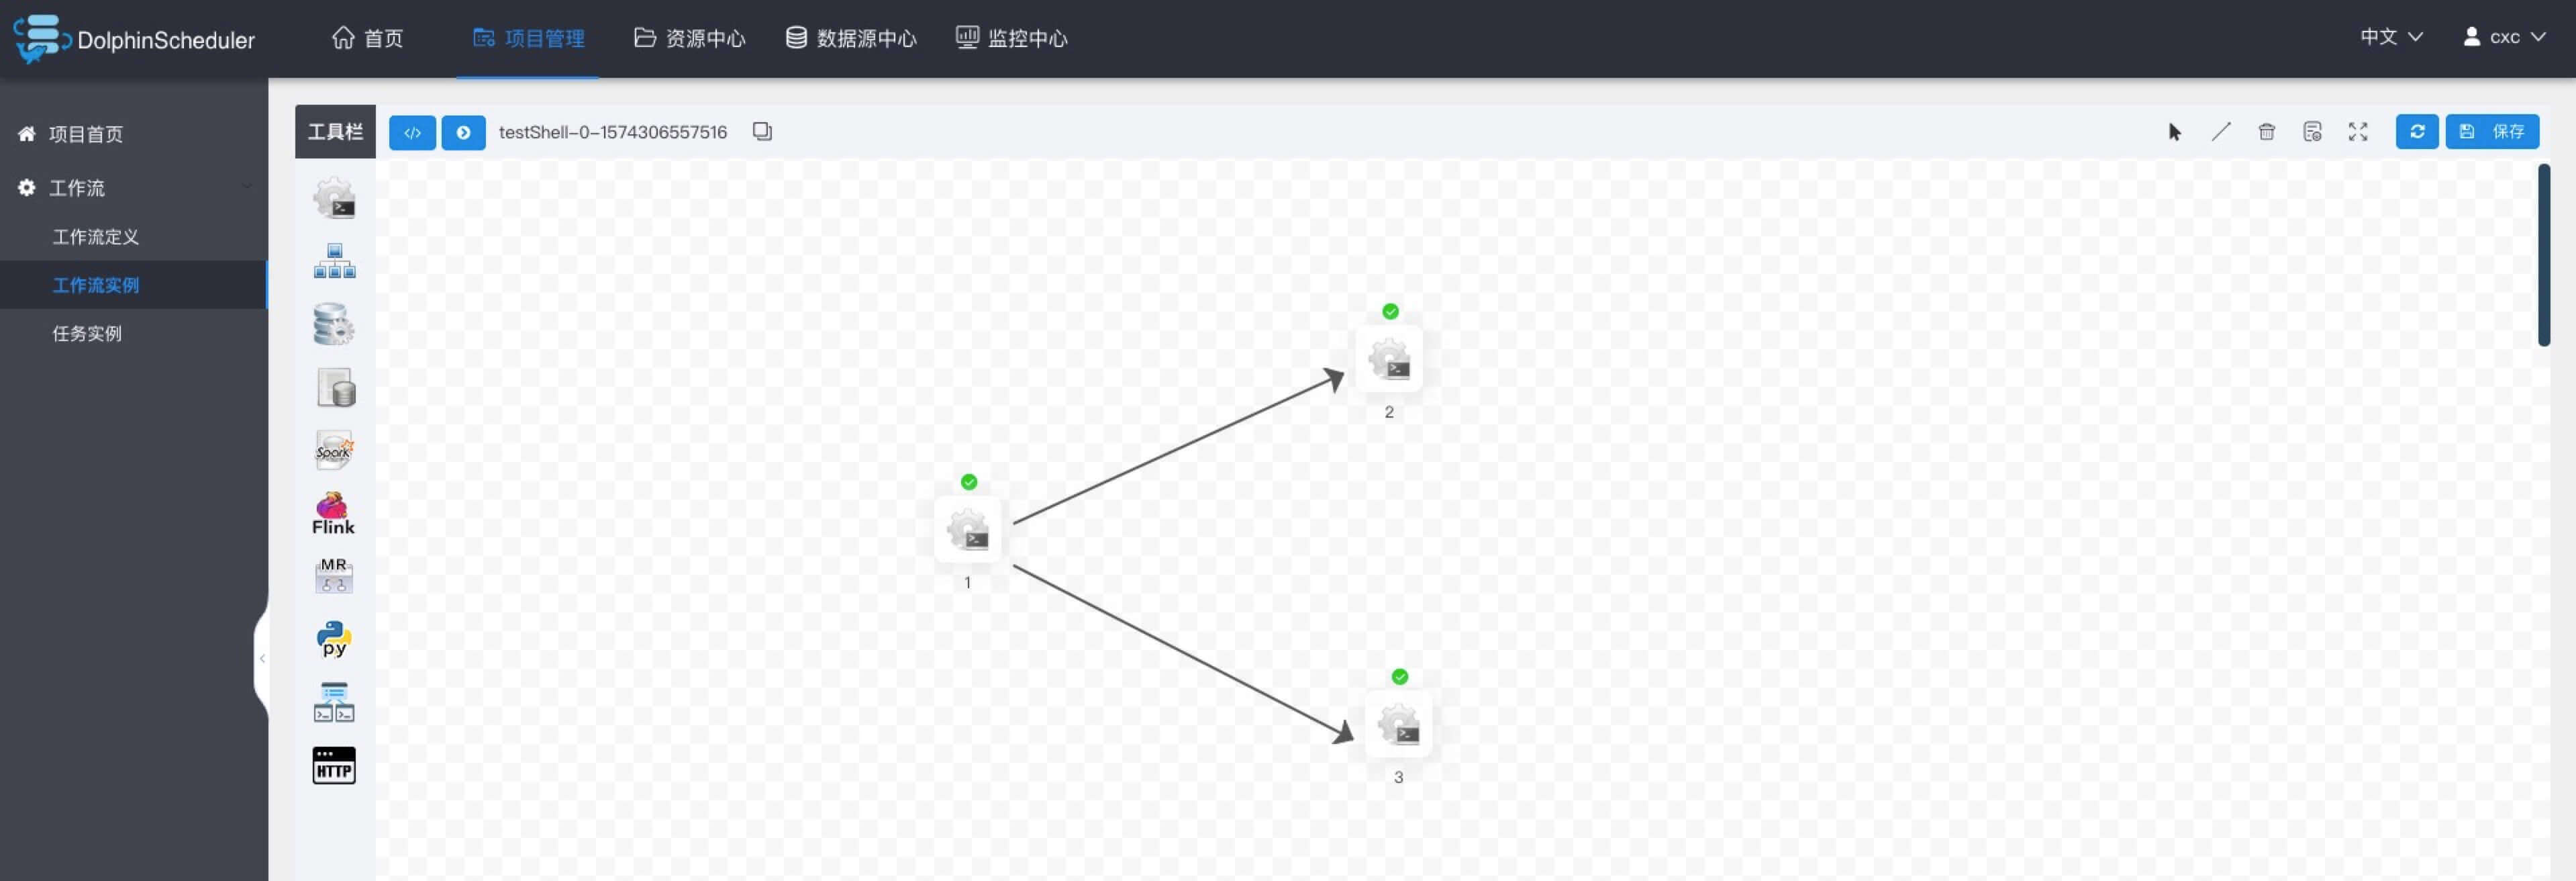 DolphinScheduler
首页
项目管理
资源中心
数据源中心
监控中心
中文
cxc
项目首页
工作流
工作流定义
工作流实例
任务实例
工具栏
</>
testShell-0-1574306557516
保存
Spark
Flink
MR
py
HTTP
1
2
3